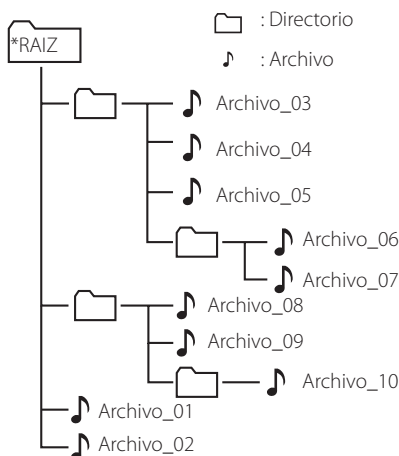 : Directorio
*RAIZ
: Archivo
Archivo_03
Archivo_04
Archivo_05
Archivo_06
Archivo_07
Archivo_08
Archivo_09
Archivo_10
Archivo_01
Archivo_02